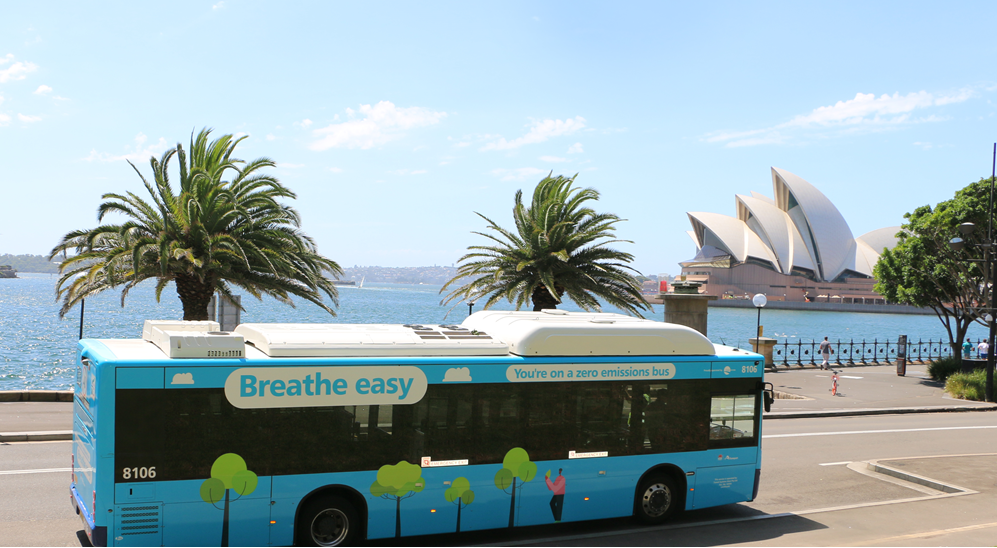 Breathe easy
You're on a zero emissions bus
8106
8106